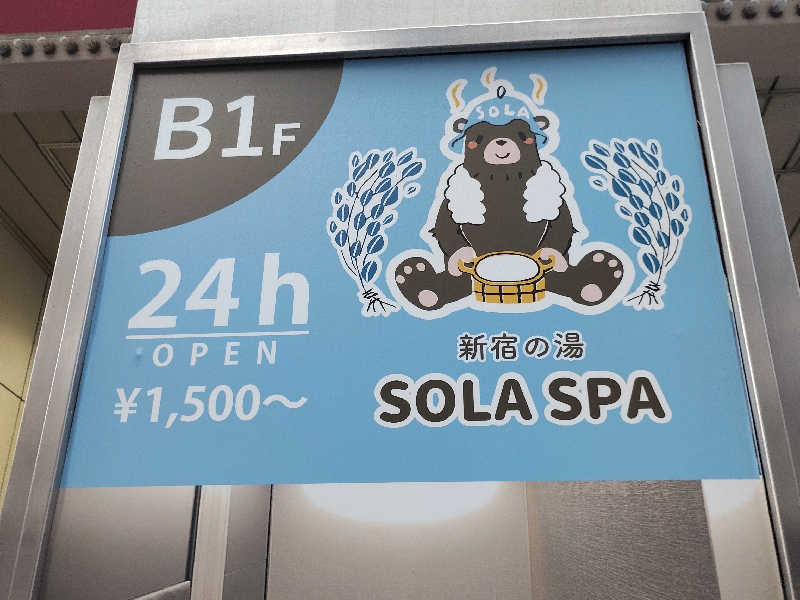 B1F
24h
OPEN
¥1,500〜
SOLA
新宿の湯
SOLA SPA